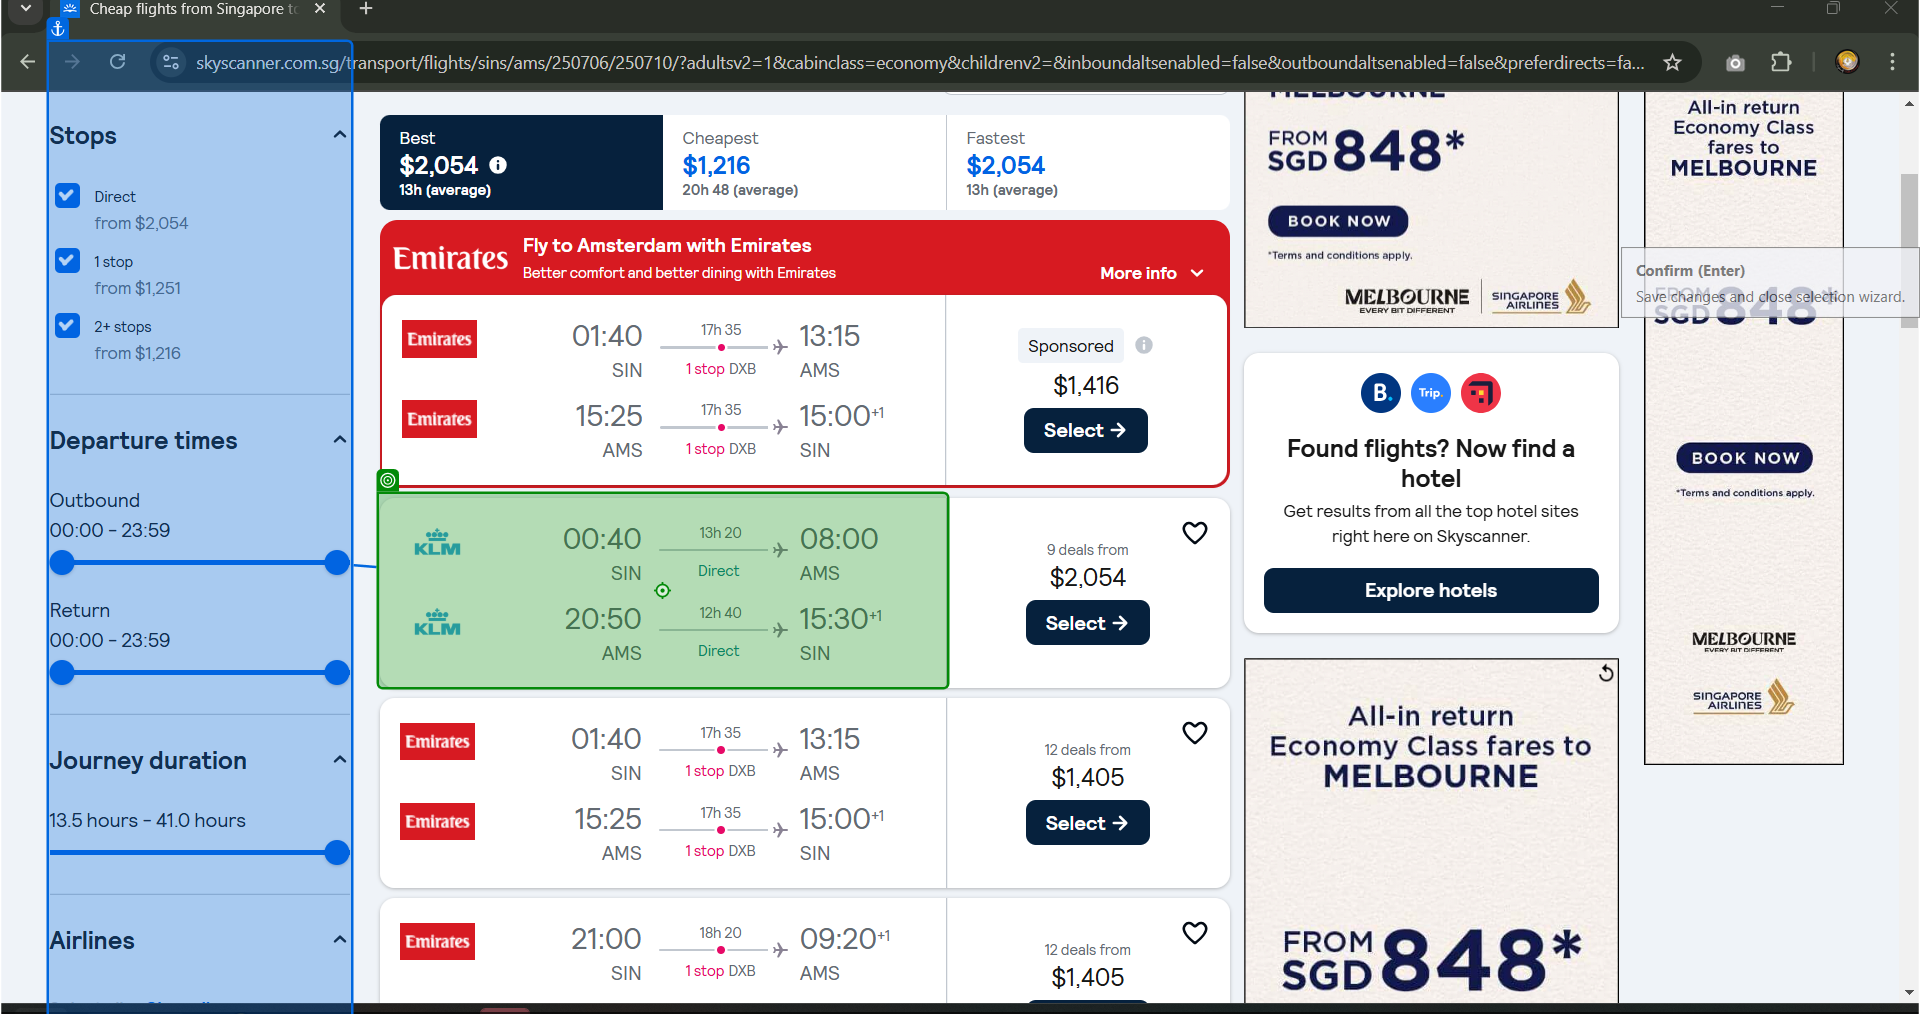 Cheap flights from Singapore to
skyscanner.com.sg/transport/flights/sins/ams/250706/250710/?adultsv2=1&cabinclass=economy&childrenv2=&inboundaltsenabled=false&outboundaltsenabled=false&preferdirects=fa...
Stops
Direct
from $2,054
1 stop
from $1,251
2+ stops
from $1,216
Departure times
Outbound
00:00 - 23:59
Return
00:00 - 23:59
Journey duration
13.5 hours - 41.0 hours
Airlines
Best
$2,054
13h (average)
Cheapest
$1,216
20h 48 (average)
Fastest
$2,054
13h (average)
Emirates
Fly to Amsterdam with Emirates
Better comfort and better dining with Emirates
More info
Emirates
01:40
SIN
17h 35
1 stop DXB
13:15
AMS
Emirates
15:25
AMS
17h 35
1 stop DXB
15:00+1
SIN
Sponsored
$1,416
Select →
KLM
00:40
SIN
13h 20
Direct
08:00
AMS
KLM
20:50
AMS
12h 40
Direct
15:30+1
SIN
9 deals from
$2,054
Select →
Emirates
01:40
SIN
17h 35
1 stop DXB
13:15
AMS
Emirates
15:25
AMS
17h 35
1 stop DXB
15:00+1
SIN
12 deals from
$1,405
Select →
Emirates
21:00
SIN
18h 20
1 stop DXB
09:20+1
AMS
12 deals from
$1,405
MELBOURNE
FROM
SGD 848*
BOOK NOW
*Terms and conditions apply.
MELBOURNE
EVERY BIT DIFFERENT
SINGAPORE
AIRLINES
B.
Trip.
Found flights? Now find a
hotel
Get results from all the top hotel sites
right here on Skyscanner.
Explore hotels
All-in return
Economy Class fares to
MELBOURNE
FROM
SGD 848*
All-in return
Economy Class
fares to
MELBOURNE
Confirm (Enter)
Save changes and close selection wizard.
FROM
SGD 848*
BOOK NOW
*Terms and conditions apply.
MELBOURNE
EVERY BIT DIFFERENT
SINGAPORE
AIRLINES